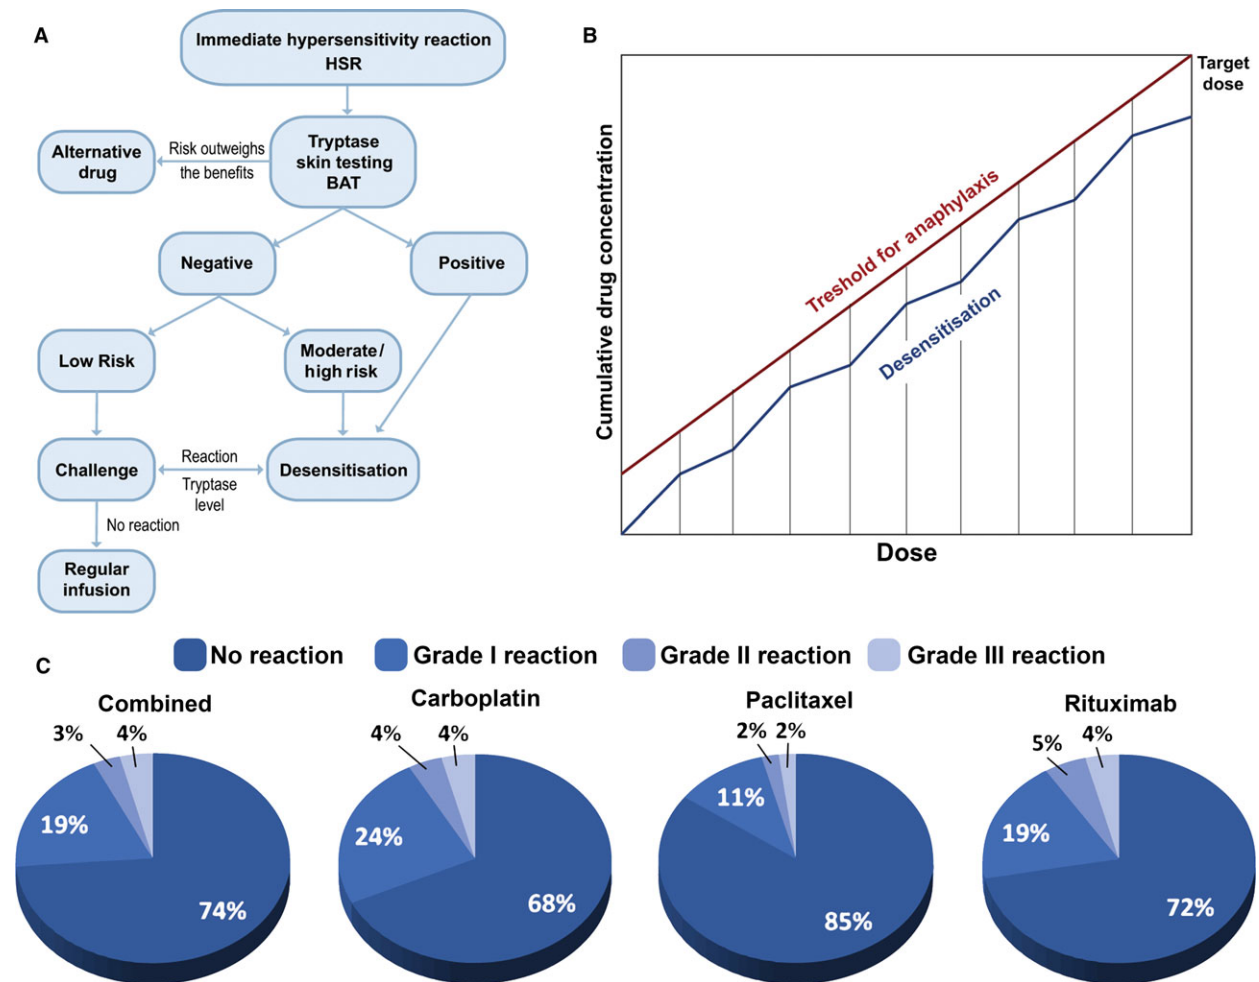 A
Immediate hypersensitivity reaction
HSR
Alternative
drug
Risk outweighs
the benefits
Tryptase
skin testing
BAT
Negative
Positive
Low Risk
Moderate/
high risk
Challenge
Reaction
Tryptase
level
Desensitisation
No reaction
Regular
infusion
B
Target
dose
Cumulative drug concentration
Treshold for anaphylaxis
Desensitisation
Dose
C
No reaction
Grade I reaction
Grade II reaction
Grade III reaction
Combined
3%
4%
19%
74%
Carboplatin
4%
4%
24%
68%
Paclitaxel
2%
2%
11%
85%
Rituximab
5%
4%
19%
72%